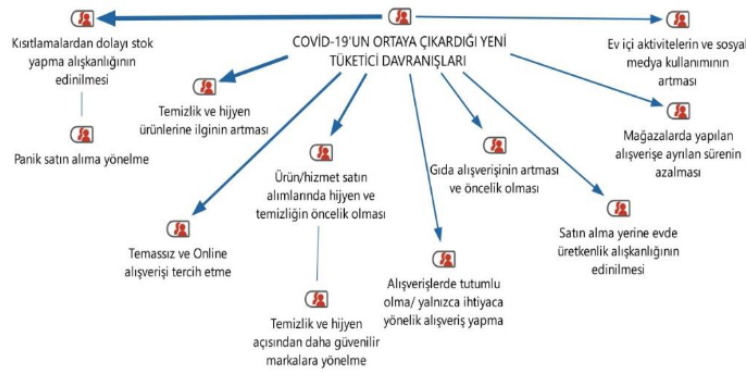 COVİD-19'UN ORTAYA ÇIKARDIĞI YENİ
TÜKETİCİ DAVRANIŞLARI
Kısıtlamalardan dolayı stok
yapma alışkanlığının
edinilmesi
Panik satın alıma yönelme
Temizlik ve hijyen
ürünlerine ilginin artması
Temassız ve Online
alışverişi tercih etme
Ürün/hizmet satın
alımlarında hijyen ve
temizliğin öncelik olması
Temizlik ve hijyen
açısından daha güvenilir
markalara yönelme
Alışverişlerde tutumlu
olma/ yalnızca ihtiyaca
yönelik alışveriş yapma
Gıda alışverişinin artması
ve öncelik olması
Satın alma yerine evde
üretkenlik alışkanlığının
edinilmesi
Mağazalarda yapılan
alışverişe ayrılan sürenin
azalması
Ev içi aktivitelerin ve sosyal
medya kullanımının
artması